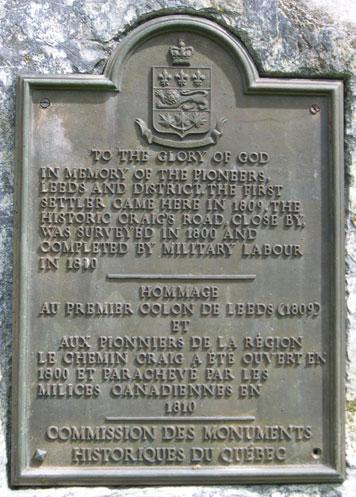 TO THE GLORY OF GOD
IN MEMORY OF THE PIONEERS,
LEEDS AND DISTRICT. THE FIRST
SETTLER CAME HERE IN 1809. THE
HISTORIC CRAIG'S ROAD, CLOSE BY,
WAS SURVEYED IN 1800 AND
COMPLETED BY MILITARY LABOUR
IN 1810
HOMMAGE
AU PREMIER COLON DE LEEDS (1809)
ET
AUX PIONNIERS DE LA RÉGION
LE CHEMIN CRAIG A ÉTÉ OUVERT EN
1800 ET PARACHEVÉ PAR LES
MILICES CANADIENNES EN
1810
COMMISSION DES MONUMENTS
HISTORIQUES DU QUÉBEC